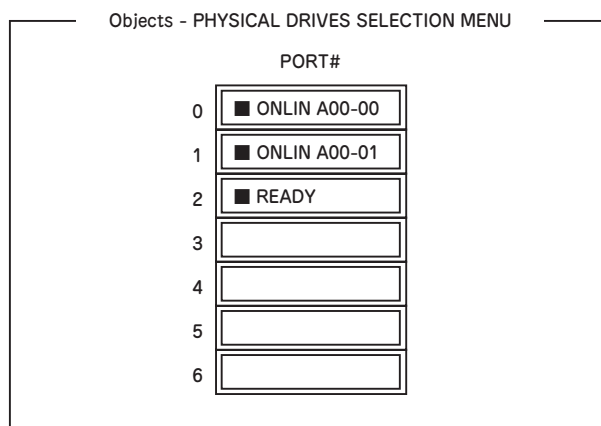 Objects - PHYSICAL DRIVES SELECTION MENU
PORT#
0 ■ ONLIN A00-00
1 ■ ONLIN A00-01
2 ■ READY
3
4
5
6